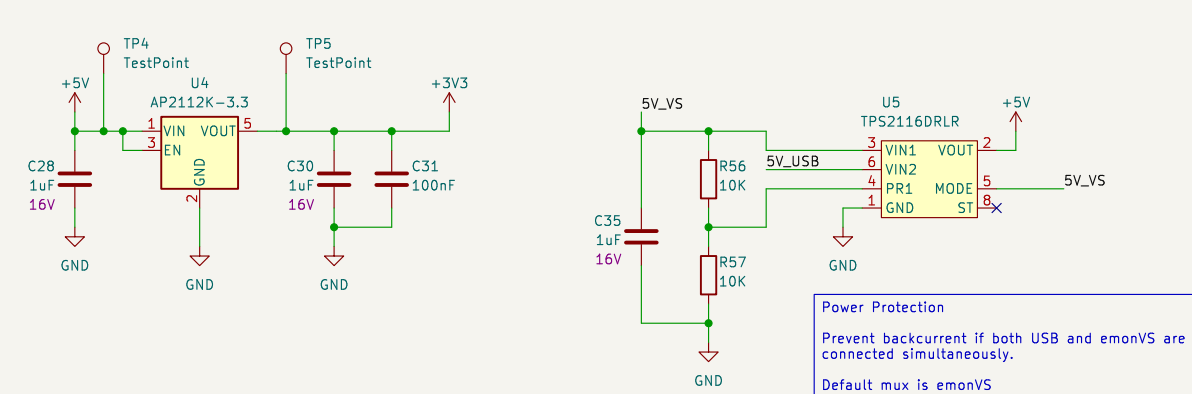 TP4
TestPoint
+5V
U4
AP2112K-3.3
1
VIN
VOUT
5
3
EN
GND
2
C28
1uF
16V
GND
GND
TP5
TestPoint
+3V3
C30
1uF
16V
C31
100nF
GND
5V_VS
C35
1uF
16V
R56
10K
R57
10K
GND
5V_USB
U5
TPS2116DRLR
3
VIN1
6
VIN2
4
PR1
1
GND
VOUT
2
MODE
5
ST
8
+5V
5V_VS
GND
Power Protection
Prevent backcurrent if both USB and emonVS are
connected simultaneously.
Default mux is emonVS